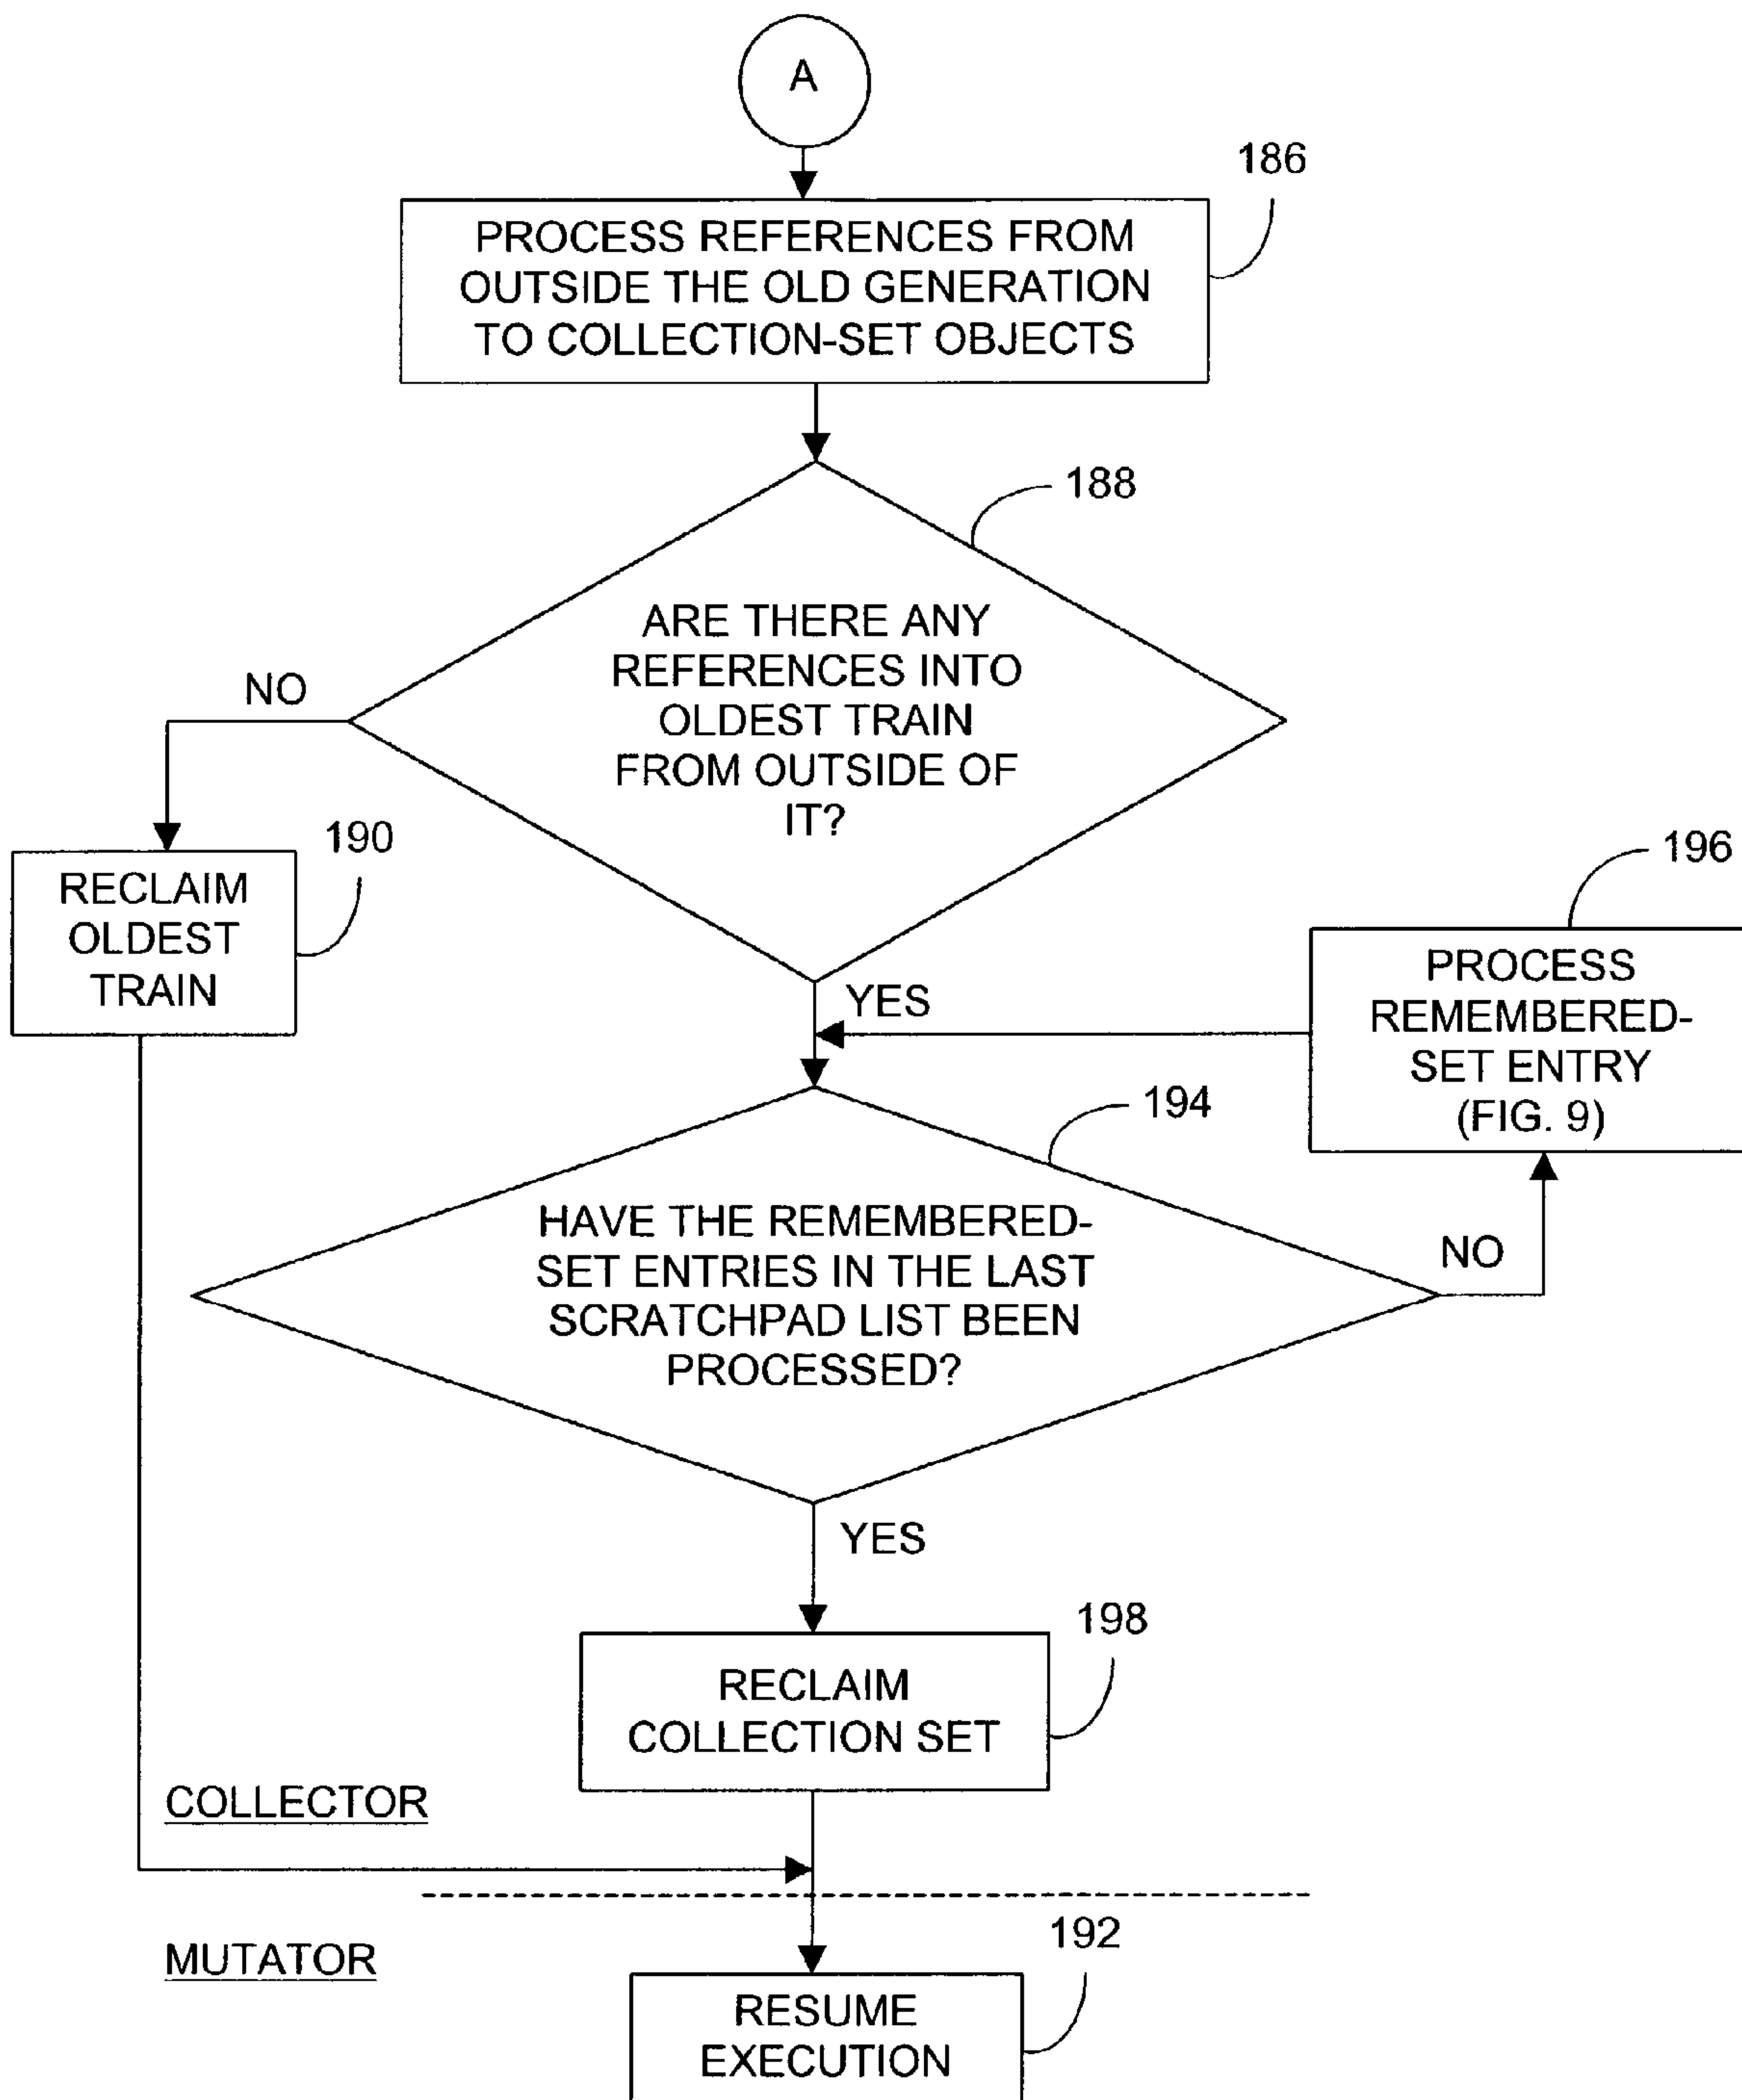 A
186
PROCESS REFERENCES FROM
OUTSIDE THE OLD GENERATION
TO COLLECTION-SET OBJECTS
188
ARE THERE ANY
REFERENCES INTO
OLDEST TRAIN
FROM OUTSIDE OF
IT?
NO
190
RECLAIM
OLDEST
TRAIN
YES
196
PROCESS
REMEMBERED-
SET ENTRY
(FIG. 9)
194
HAVE THE REMEMBERED-
SET ENTRIES IN THE LAST
SCRATCHPAD LIST BEEN
PROCESSED?
NO
YES
198
RECLAIM
COLLECTION SET
COLLECTOR
MUTATOR
192
RESUME
EXECUTION